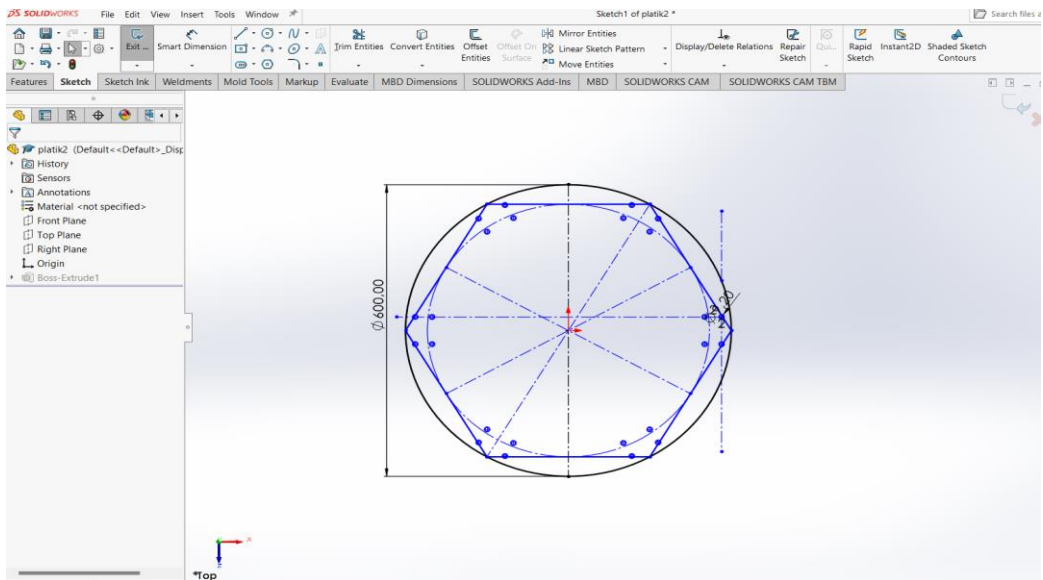 SOLIDWORKS File Edit View Insert Tools Window Sketch1 of platik2 * Search files a
Exit ... Smart Dimension Trim Entities Convert Entities Offset Entities Offset On Surface Mirror Entities Linear Sketch Pattern Move Entities Display/Delete Relations Repair Sketch Qui... Rapid Sketch Instant2D Shaded Sketch Contours
Features Sketch Sketch Ink Weldments Mold Tools Markup Evaluate MBD Dimensions SOLIDWORKS Add-Ins MBD SOLIDWORKS CAM SOLIDWORKS CAM TBM
platik2 (Default<<Default>_Disp
History
Sensors
Annotations
Material <not specified>
Front Plane
Top Plane
Right Plane
Origin
Boss-Extrude1
Ø600.00
*Top